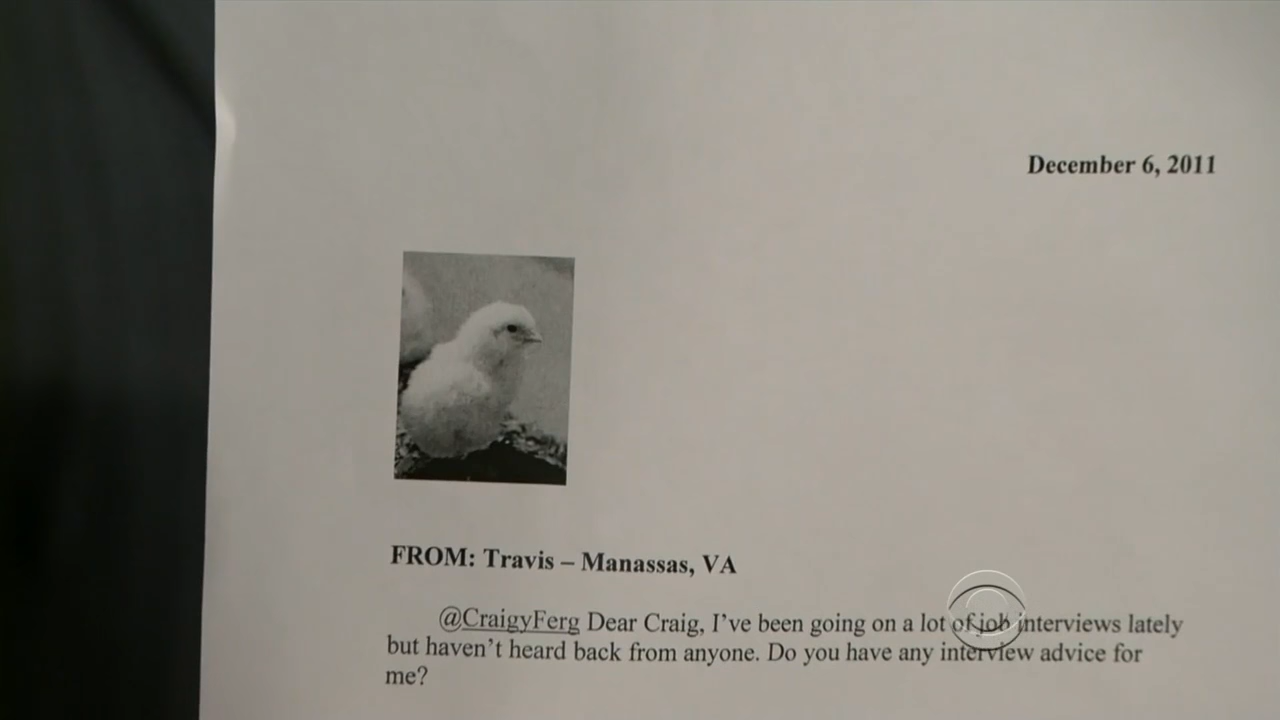 December 6, 2011
FROM: Travis – Manassas, VA
@CraigyFerg Dear Craig, I've been going on a lot of job interviews lately
but haven't heard back from anyone. Do you have any interview advice for
me?